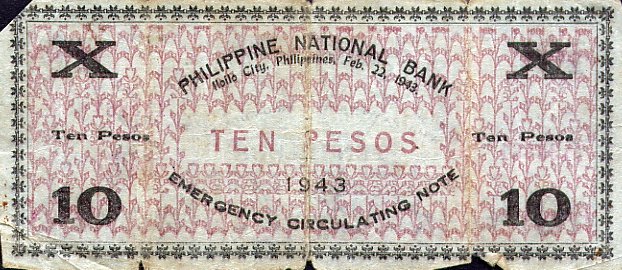 X X
PHILIPPINE NATIONAL BANK
Iloilo City, Philippines, Feb. 22, 1943.
Ten Pesos TEN PESOS Ten Pesos
1943
10 10
EMERGENCY CIRCULATING NOTE